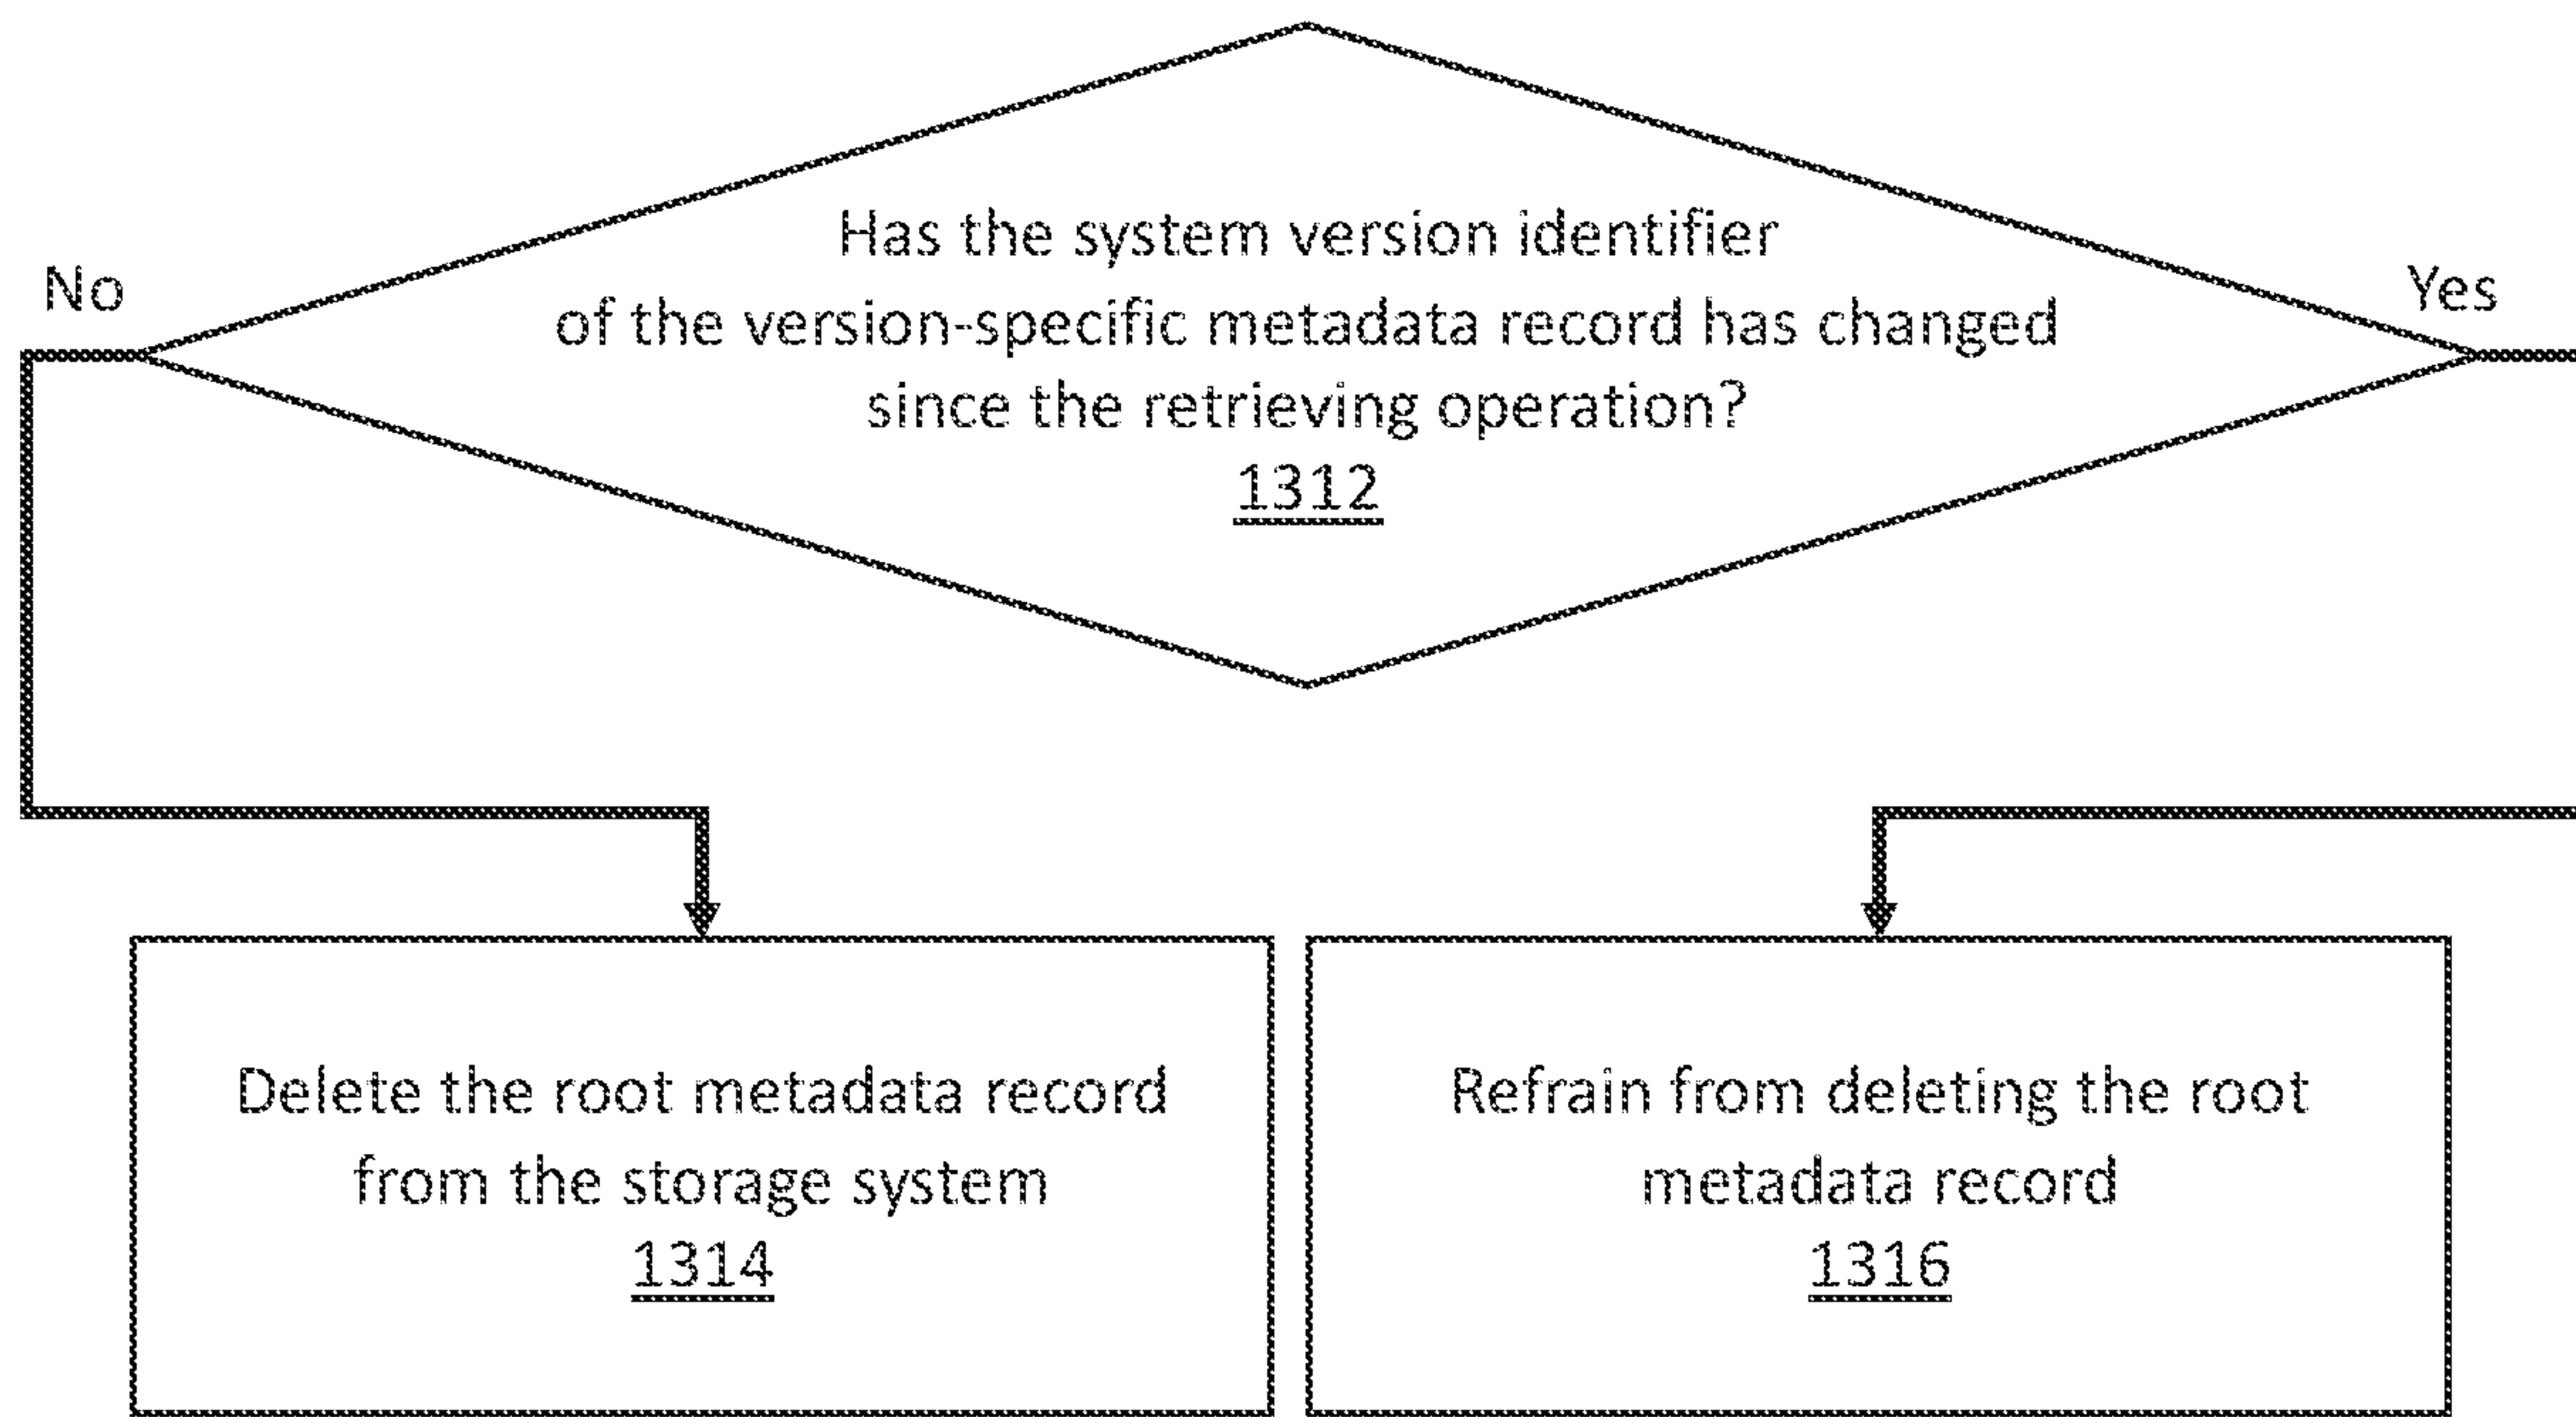 No
Yes
Has the system version identifier
of the version-specific metadata record has changed
since the retrieving operation?
1312
Delete the root metadata record
from the storage system
1314
Refrain from deleting the root
metadata record
1316